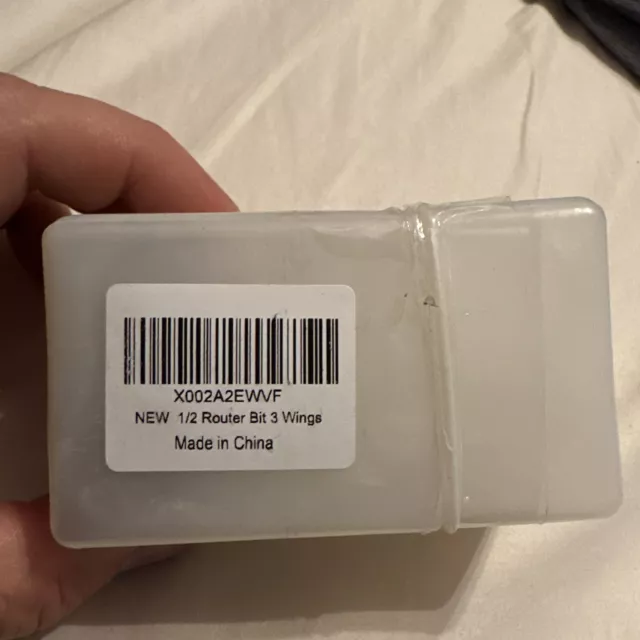 X002A2EWVF
NEW 1/2 Router Bit 3 Wings
Made in China